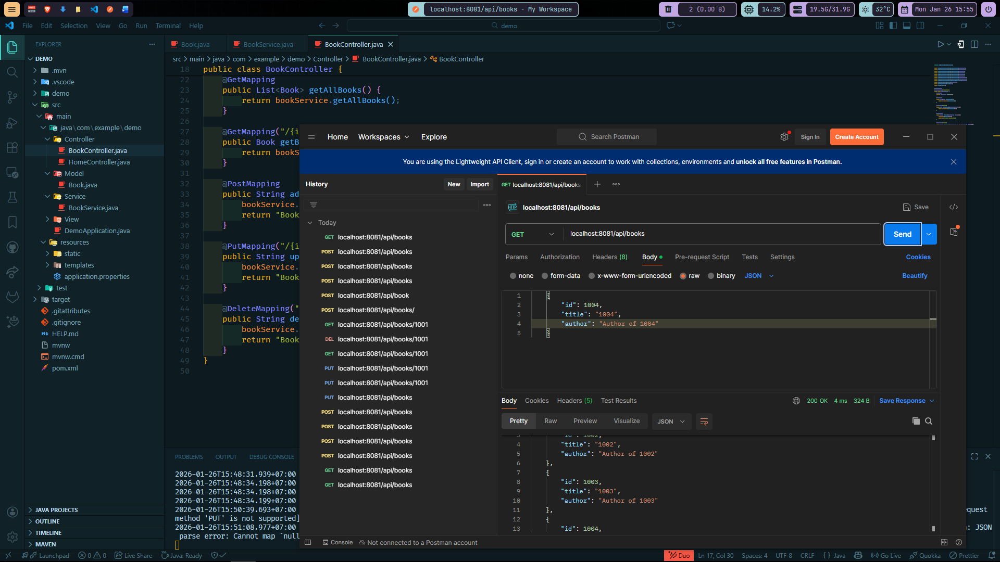 localhost:8081/api/books - My Workspace
2 (0.00 B)
14.2%
19.5G/31.9G
32°C
Mon Jan 26 15:55
File Edit Selection View Go Run Terminal Help
demo
EXPLORER
DEMO
.mvn
.vscode
demo
src
main
java\com\example\demo
Controller
BookController.java
HomeController.java
Model
Book.java
Service
BookService.java
View
DemoApplication.java
resources
static
templates
application.properties
test
target
.gitattributes
.gitignore
HELP.md
mvnw
mvnw.cmd
pom.xml
JAVA PROJECTS
OUTLINE
TIMELINE
MAVEN
Book.java
BookService.java
BookController.java
src > main > java > com > example > demo > Controller > BookController.java > BookController
18 public class BookController {
22 @GetMapping
23 public List<Book> getAllBooks() {
24 return bookService.getAllBooks();
25 }
26
27 @GetMapping("/{i
28 public Book getB
29 return bookS
30 }
31
32 @PostMapping
33 public String ad
34 bookService.
35 return "Book
36 }
37
38 @PutMapping("/{i
39 public String up
40 bookService.
41 return "Book
42 }
43
44 @DeleteMapping("
45 public String de
46 bookService.
47 return "Book
48 }
49 }
50
PROBLEMS OUTPUT DEBUG CONSOLE
2026-01-26T15:48:31.939+07:00
2026-01-26T15:48:34.198+07:00
2026-01-26T15:48:34.198+07:00
2026-01-26T15:48:34.199+07:00
2026-01-26T15:50:39.693+07:00
equest
method 'PUT' is not supported]
2026-01-26T15:51:08.977+07:00
: JSON
parse error: Cannot map `null
Home Workspaces Explore
Search Postman
Sign In
Create Account
You are using the Lightweight API Client, sign in or create an account to work with collections, environments and unlock all free features in Postman.
History
New Import
Today
GET localhost:8081/api/books
POST localhost:8081/api/books
POST localhost:8081/api/books
POST localhost:8081/api/books
POST localhost:8081/api/book
POST localhost:8081/api/books/
GET localhost:8081/api/books/1001
DEL localhost:8081/api/books/1001
GET localhost:8081/api/books/1001
PUT localhost:8081/api/books/1001
PUT localhost:8081/api/books/1001
PUT localhost:8081/api/books
POST localhost:8081/api/books
POST localhost:8081/api/books
POST localhost:8081/api/books
POST localhost:8081/api/books
GET localhost:8081/api/books
GET localhost:8081/api/books
GET localhost:8081/api/books
HTTP localhost:8081/api/books
Save
GET localhost:8081/api/books
Send
Params Authorization Headers (8) Body Pre-request Script Tests Settings Cookies
none form-data x-www-form-urlencoded raw binary JSON Beautify
1 {
2 "id": 1004,
3 "title": "1004",
4 "author": "Author of 1004"
5 }
Body Cookies Headers (5) Test Results
200 OK 4 ms 324 B Save Response
Pretty Raw Preview Visualize JSON
3 "id": 1002,
4 "title": "1002",
5 "author": "Author of 1002"
6 },
7 {
8 "id": 1003,
9 "title": "1003",
10 "author": "Author of 1003"
11 },
12 {
13 "id": 1004,
Console Not connected to a Postman account
Launchpad 0 0 Live Share Java: Ready
Duo Ln 17, Col 30 Spaces: 4 UTF-8 CRLF { } Java Go Live Quokka Prettier